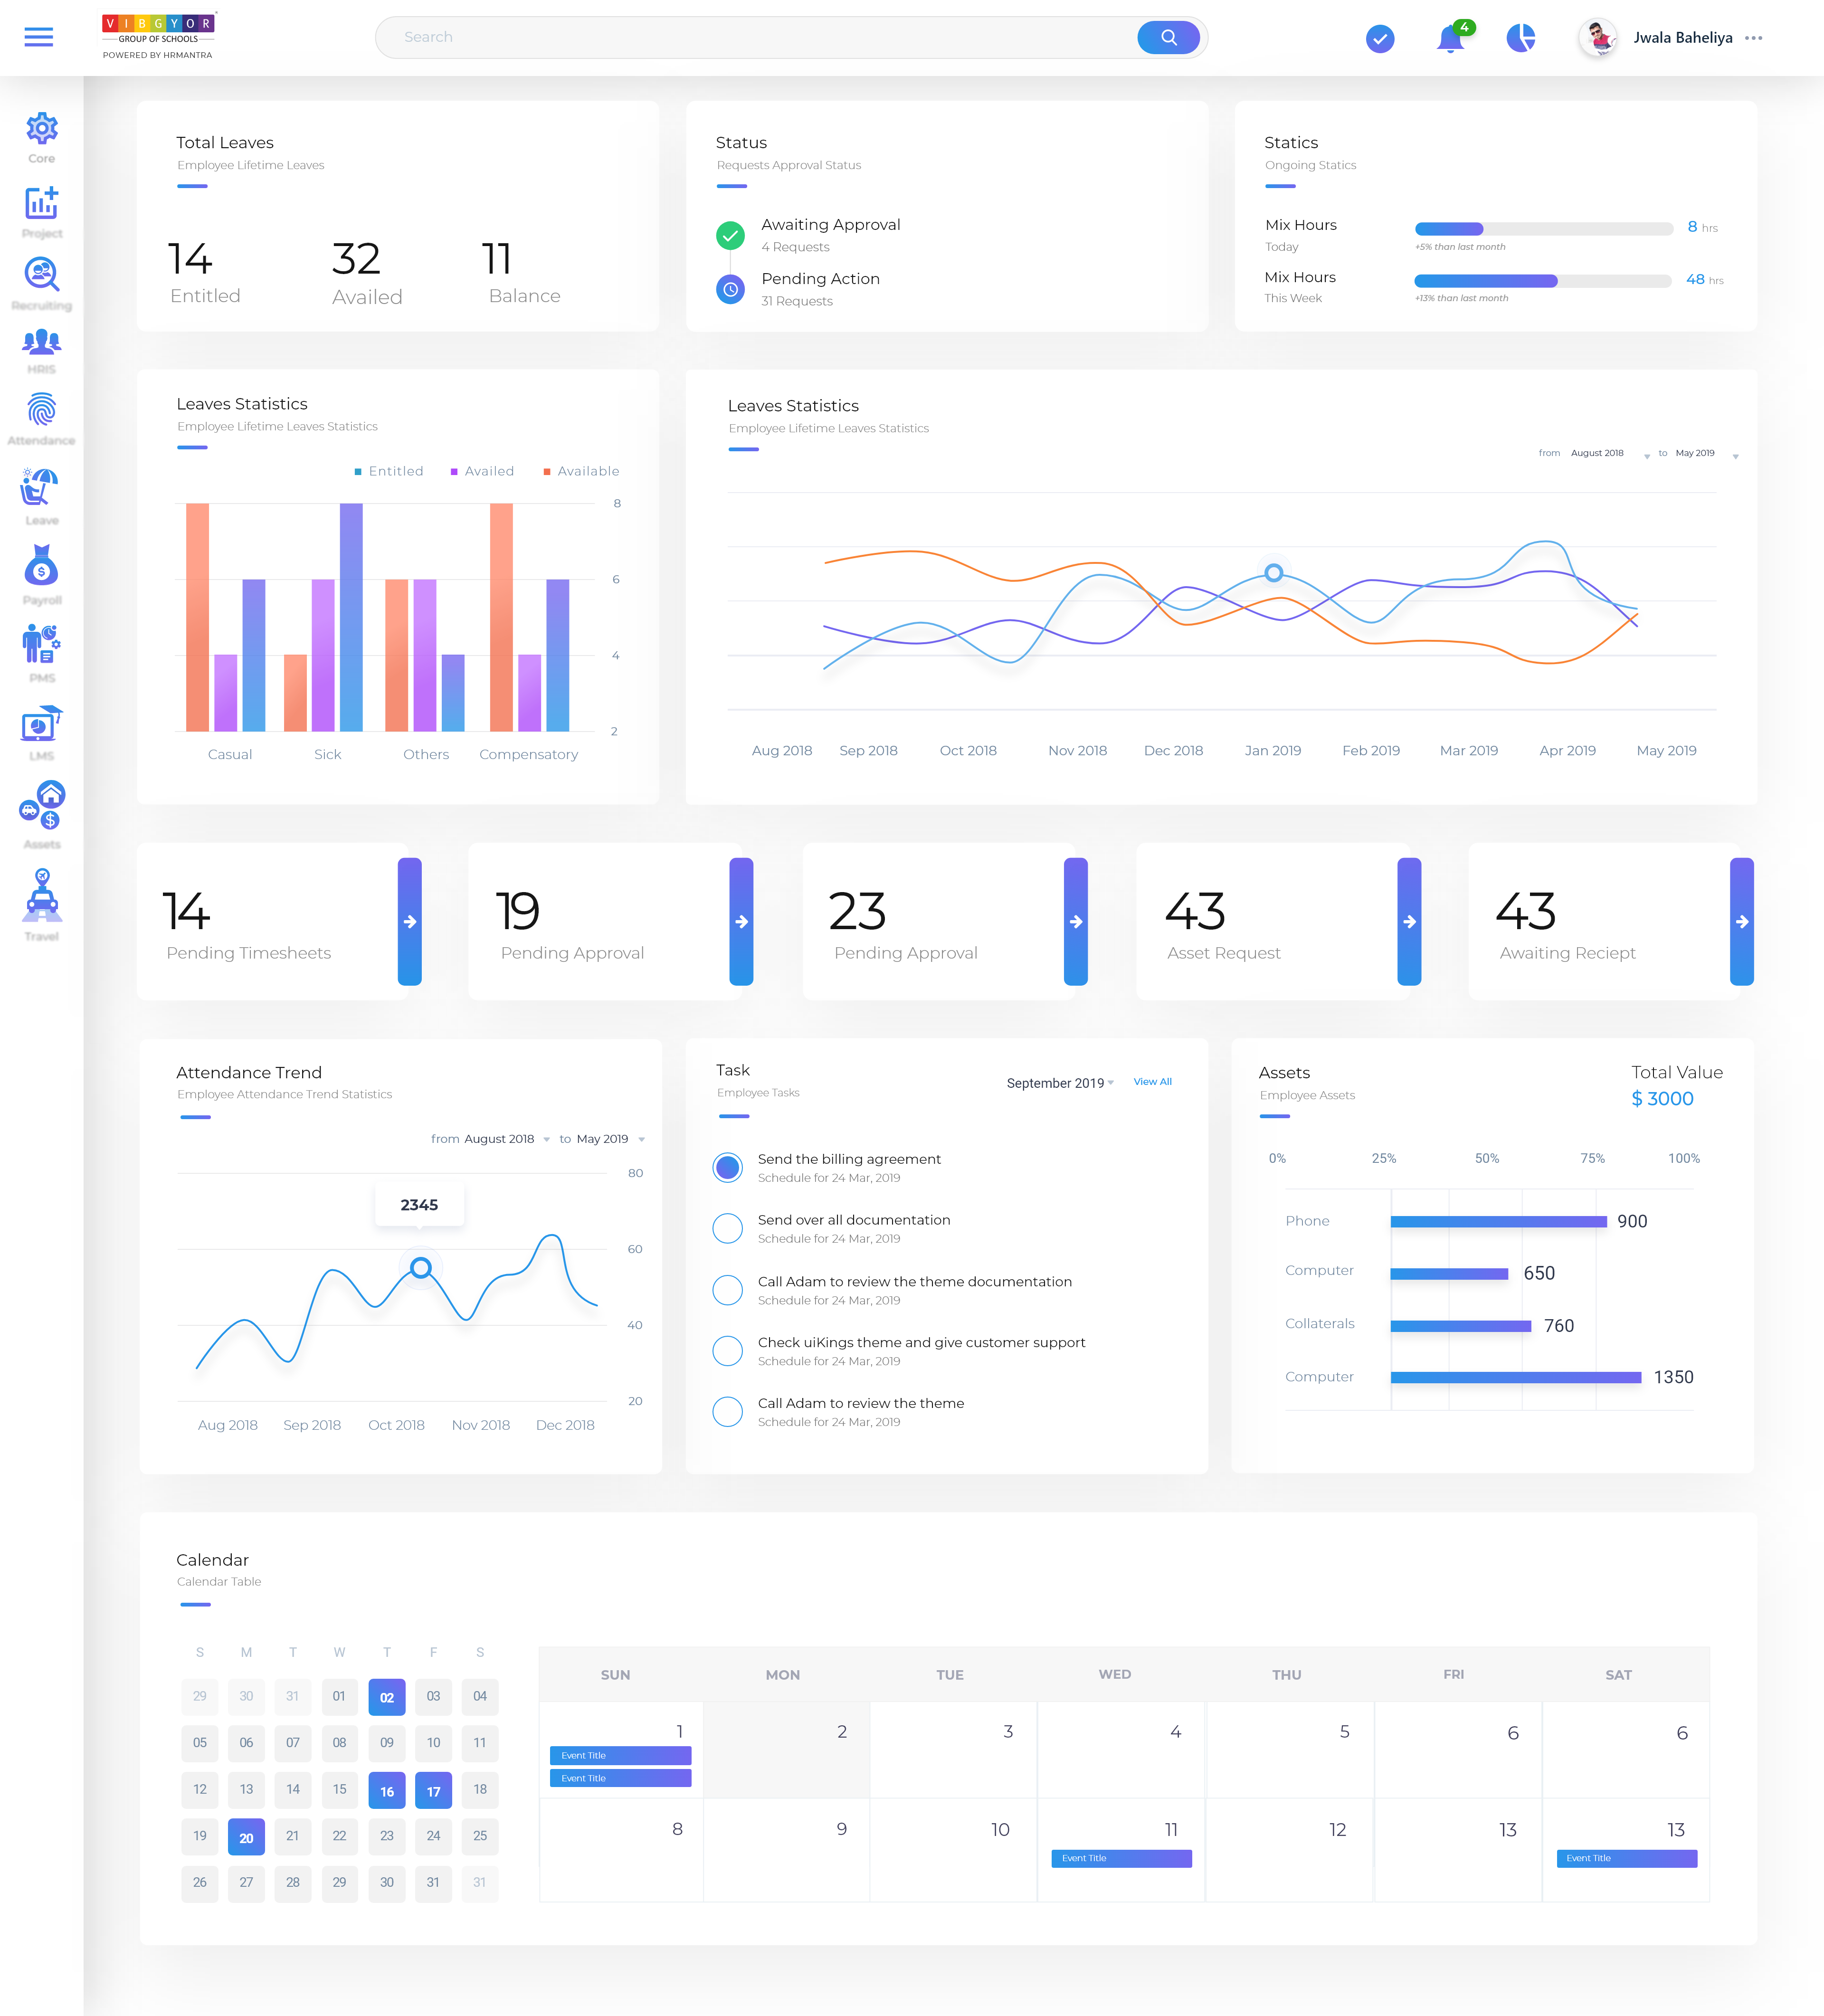 VIBGYOR
GROUP OF SCHOOLS
POWERED BY HRMANTRA
Search
4
Jwala Baheliya
Core
Project
Recruiting
HRIS
Attendance
Leave
Payroll
PMS
LMS
Assets
Travel
Total Leaves
Employee Lifetime Leaves
14 32 11
Entitled Availed Balance
Status
Requests Approval Status
Awaiting Approval
4 Requests
Pending Action
31 Requests
Statics
Ongoing Statics
Mix Hours 8 hrs
Today +5% than last month
Mix Hours 48 hrs
This Week +13% than last month
Leaves Statistics
Employee Lifetime Leaves Statistics
Entitled Availed Available
8
6
4
2
Casual Sick Others Compensatory
Leaves Statistics
Employee Lifetime Leaves Statistics
from August 2018 to May 2019
Aug 2018 Sep 2018 Oct 2018 Nov 2018 Dec 2018 Jan 2019 Feb 2019 Mar 2019 Apr 2019 May 2019
14
Pending Timesheets
19
Pending Approval
23
Pending Approval
43
Asset Request
43
Awaiting Reciept
Attendance Trend
Employee Attendance Trend Statistics
from August 2018 to May 2019
80
2345
60
40
20
Aug 2018 Sep 2018 Oct 2018 Nov 2018 Dec 2018
Task
Employee Tasks
September 2019 View All
Send the billing agreement
Schedule for 24 Mar, 2019
Send over all documentation
Schedule for 24 Mar, 2019
Call Adam to review the theme documentation
Schedule for 24 Mar, 2019
Check uiKings theme and give customer support
Schedule for 24 Mar, 2019
Call Adam to review the theme
Schedule for 24 Mar, 2019
Assets
Employee Assets
Total Value
$ 3000
0% 25% 50% 75% 100%
Phone 900
Computer 650
Collaterals 760
Computer 1350
Calendar
Calendar Table
S M T W T F S
29 30 31 01 02 03 04
05 06 07 08 09 10 11
12 13 14 15 16 17 18
19 20 21 22 23 24 25
26 27 28 29 30 31 31
SUN MON TUE WED THU FRI SAT
1 2 3 4 5 6 6
Event Title
Event Title
8 9 10 11 12 13 13
Event Title Event Title